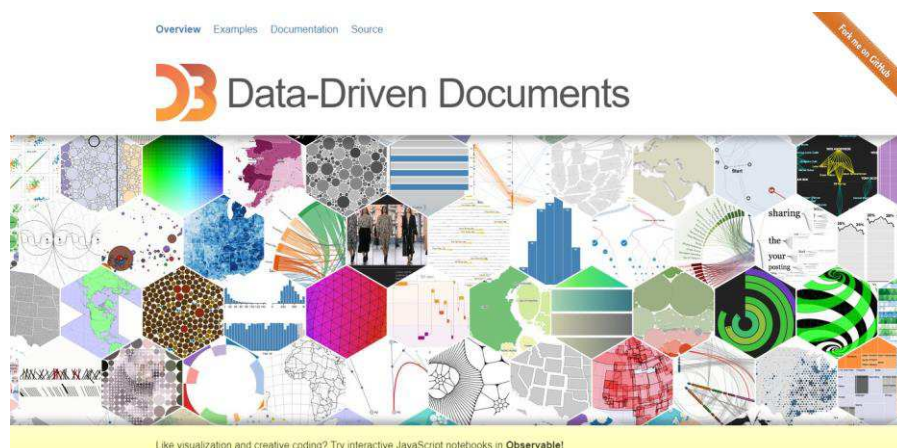 Overview Examples Documentation Source
Fork me on GitHub
D3 Data-Driven Documents
Start
sharing
the
your
posting
Like visualization and creative coding? Try interactive JavaScript notebooks in Observable!